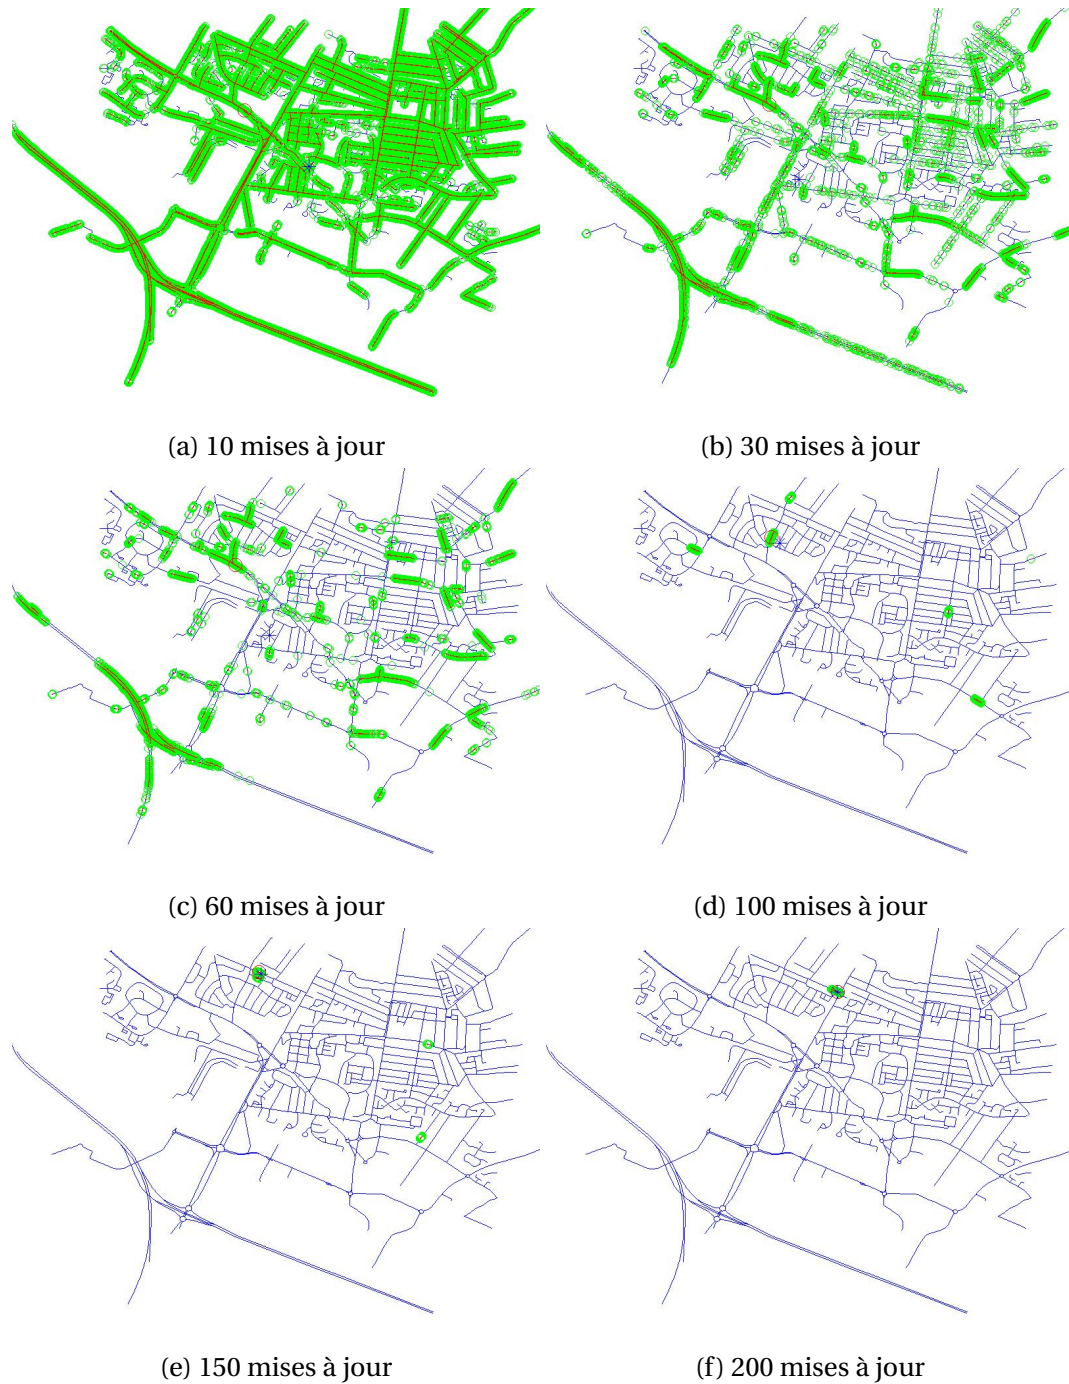 (a) 10 mises à jour
(b) 30 mises à jour
(c) 60 mises à jour
(d) 100 mises à jour
(e) 150 mises à jour
(f) 200 mises à jour